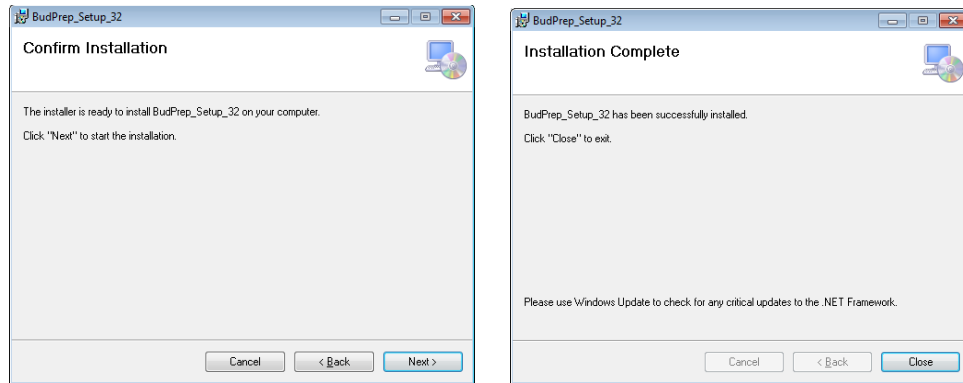 BudPrep_Setup_32
Confirm Installation
The installer is ready to install BudPrep_Setup_32 on your computer.
Click "Next" to start the installation.
Cancel
< Back
Next >
BudPrep_Setup_32
Installation Complete
BudPrep_Setup_32 has been successfully installed.
Click "Close" to exit.
Please use Windows Update to check for any critical updates to the .NET Framework.
Cancel
< Back
Close